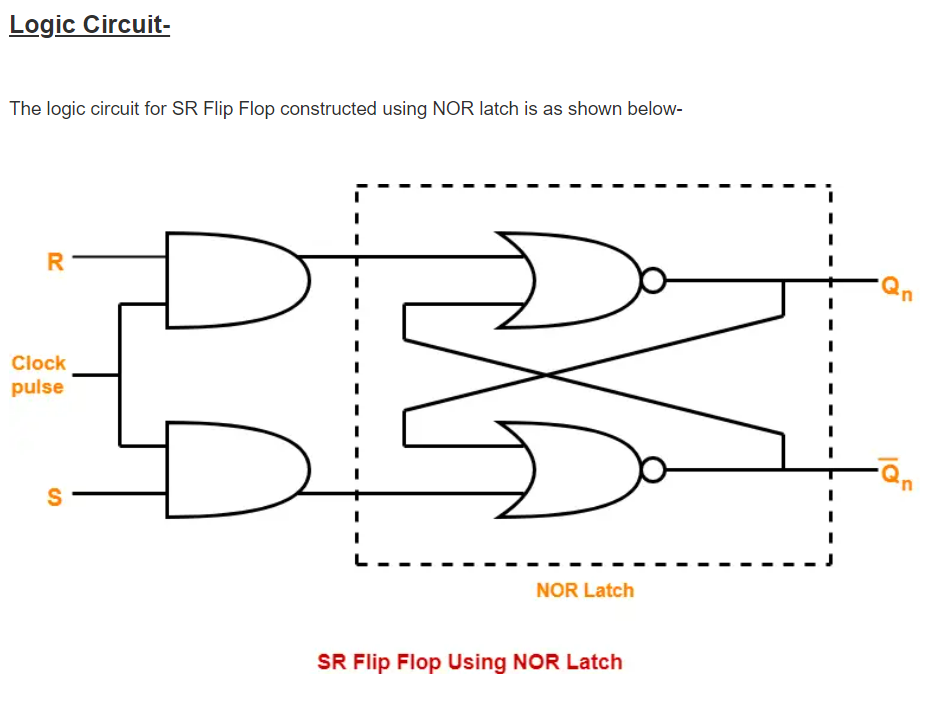 Logic Circuit-
The logic circuit for SR Flip Flop constructed using NOR latch is as shown below-
R
Qn
Clock
pulse
S
Q̅n
NOR Latch
SR Flip Flop Using NOR Latch